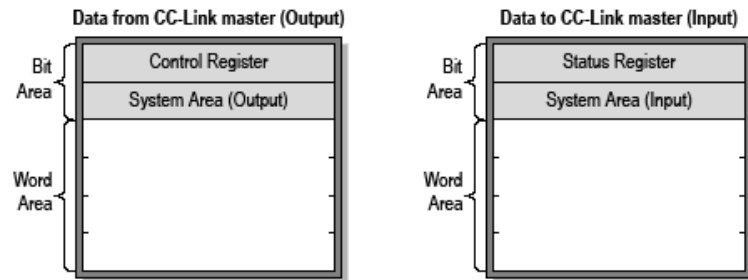 Data from CC-Link master (Output)
Bit
Area
Control Register
System Area (Output)
Word
Area
Data to CC-Link master (Input)
Bit
Area
Status Register
System Area (Input)
Word
Area